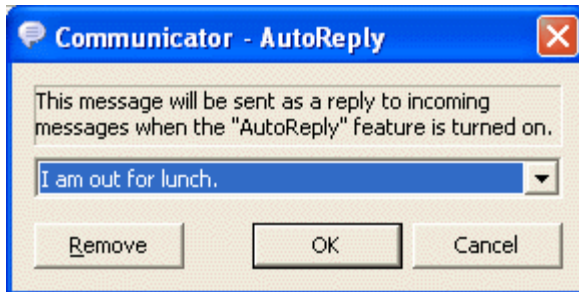 Communicator - AutoReply
This message will be sent as a reply to incoming
messages when the "AutoReply" feature is turned on.
I am out for lunch.
Remove OK Cancel